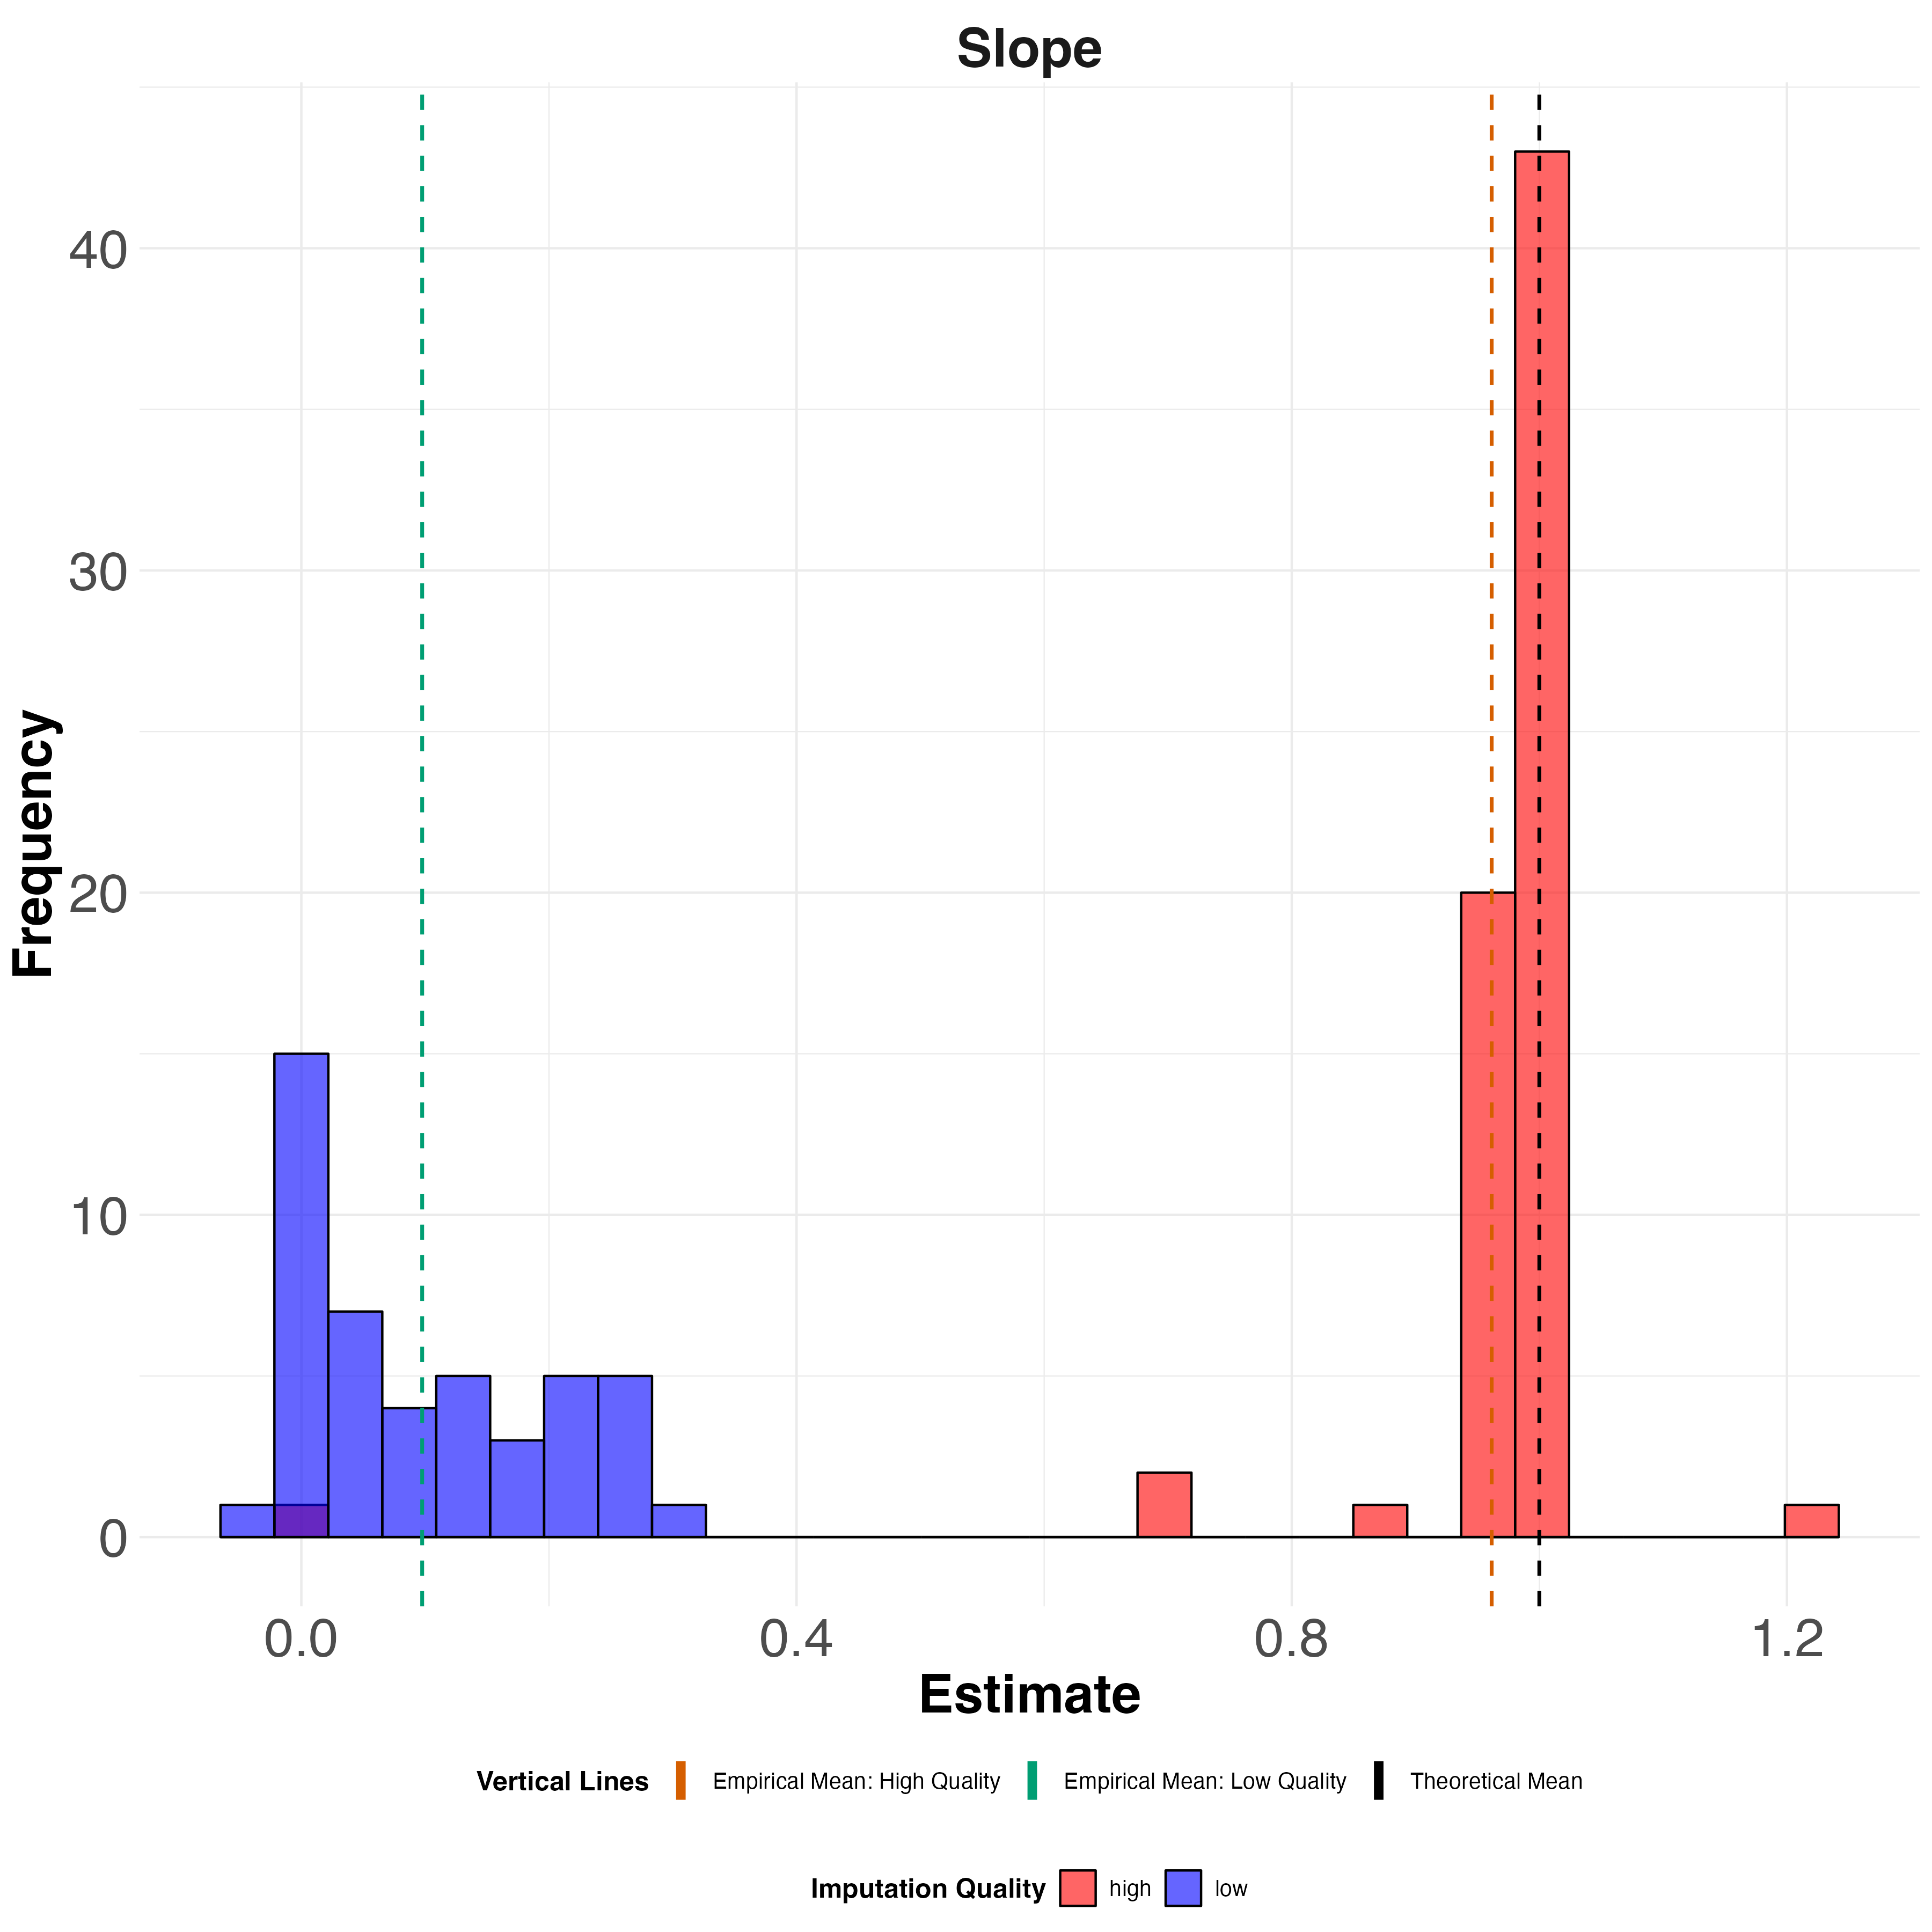 Slope
Frequency
40
30
20
10
0
0.0 0.4 0.8 1.2
Estimate
Vertical Lines Empirical Mean: High Quality Empirical Mean: Low Quality Theoretical Mean
Imputation Quality high low